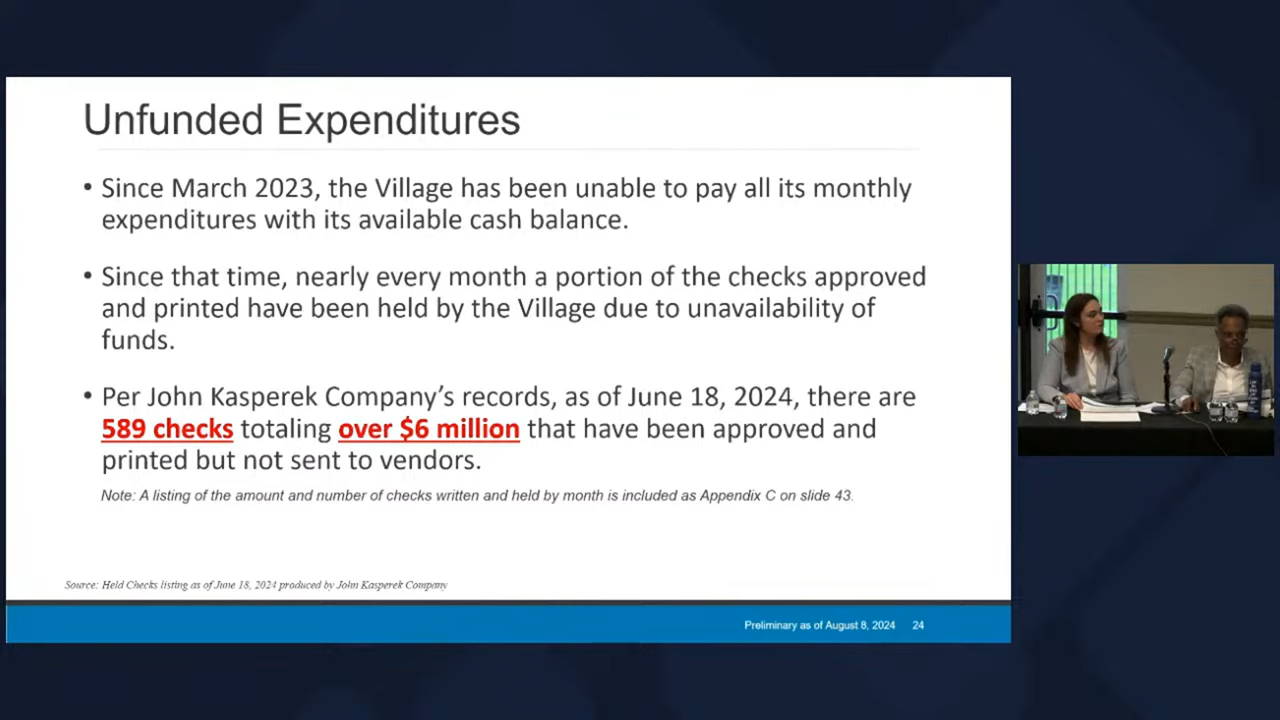 Unfunded Expenditures
• Since March 2023, the Village has been unable to pay all its monthly
expenditures with its available cash balance.
• Since that time, nearly every month a portion of the checks approved
and printed have been held by the Village due to unavailability of
funds.
• Per John Kasperek Company’s records, as of June 18, 2024, there are
589 checks totaling over $6 million that have been approved and
printed but not sent to vendors.
Note: A listing of the amount and number of checks written and held by month is included as Appendix C on slide 43.
Source: Held Checks listing as of June 18, 2024 produced by John Kasperek Company
Preliminary as of August 8, 2024 24